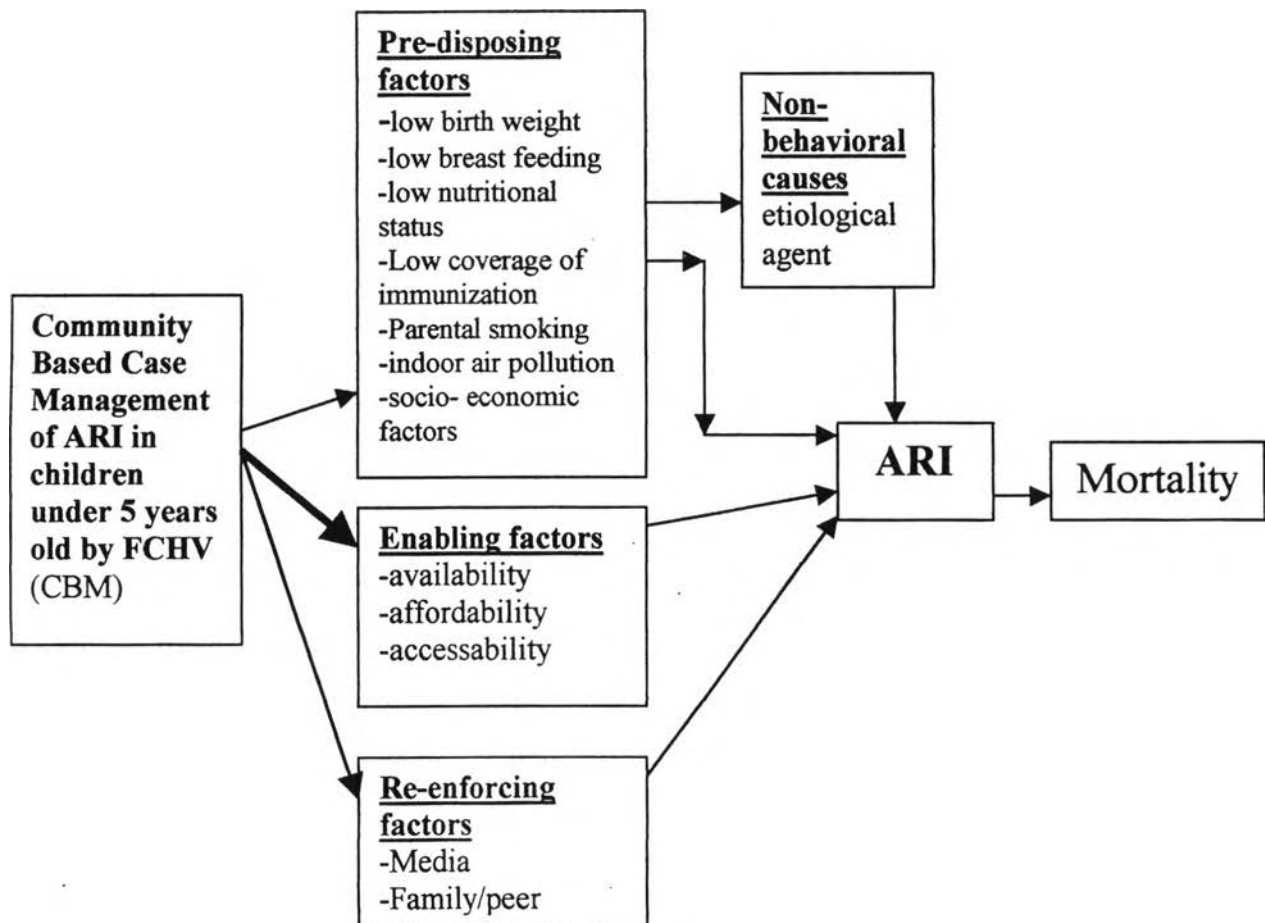 Community
Based Case
Management
of ARI in
children
under 5 years
old by FCHV
(CBM)
Pre-disposing
factors
-low birth weight
-low breast feeding
-low nutritional
status
-Low coverage of
immunization
-Parental smoking
-indoor air pollution
-socio- economic
factors
Non-
behavioral
causes
etiological
agent
Enabling factors
-availability
-affordability
-accessability
Re-enforcing
factors
-Media
-Family/peer
ARI
Mortality